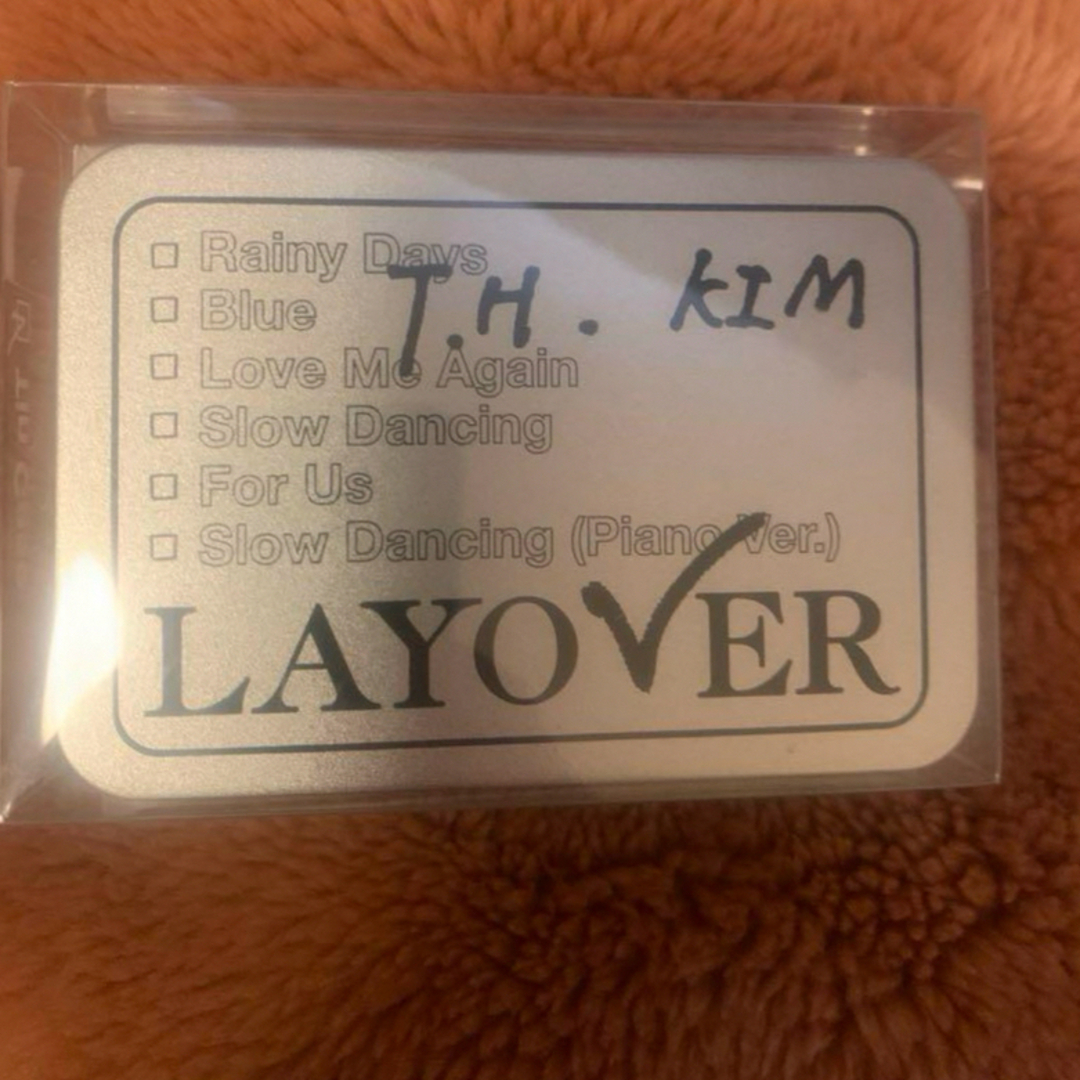 Rainy Days
T.H. KIM
Blue
Love Me Again
Slow Dancing
For Us
Slow Dancing (Piano Ver.)
LAYOVER